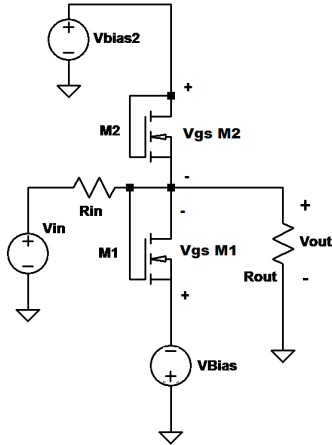 +
Vbias2
−
+
M2
Vgs M2
-
Rin
-
+
Vin
+
−
M1
Vgs M1
Vout
Rout
-
+
−
VBias
+